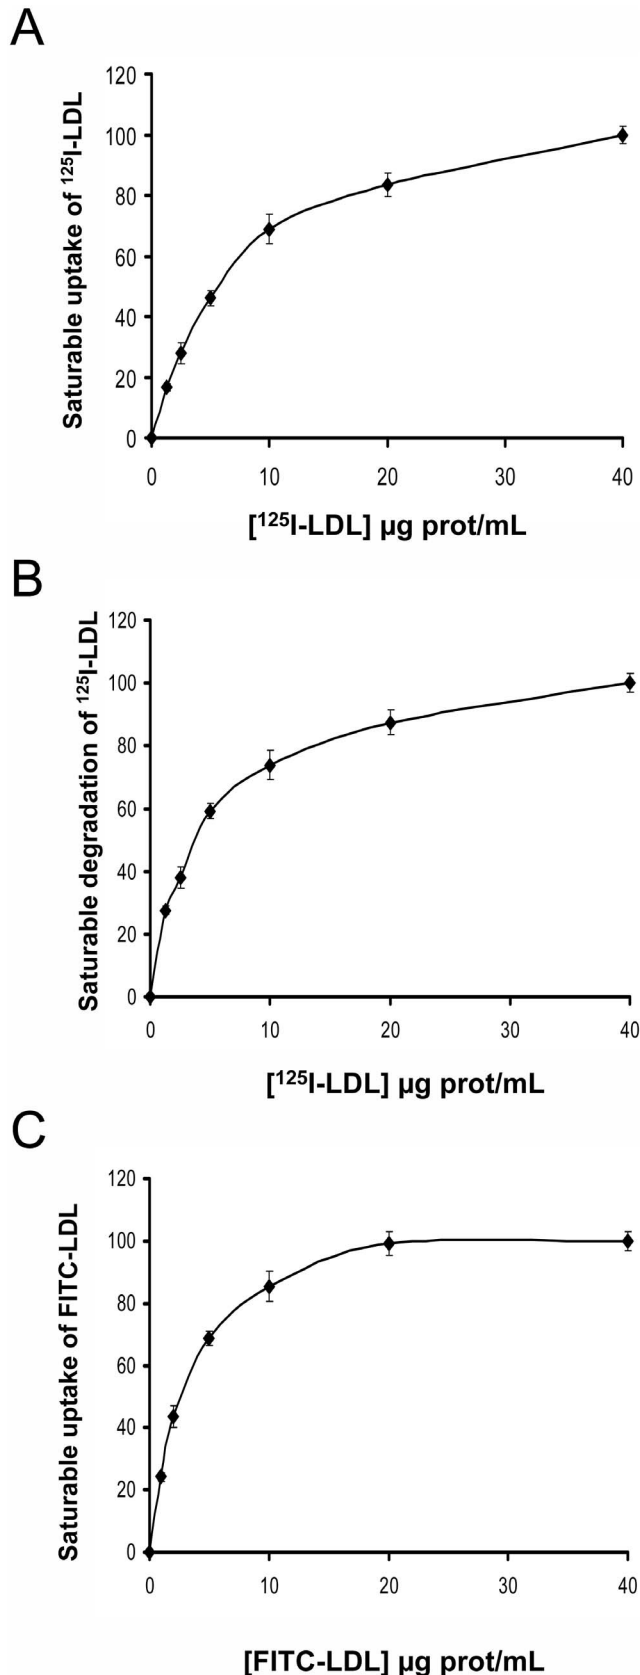 A
120
100
80
60
40
20
0
Saturable uptake of ¹²⁵I-LDL
0 10 20 30 40
[¹²⁵I-LDL] µg prot/mL
B
120
100
80
60
40
20
0
Saturable degradation of ¹²⁵I-LDL
0 10 20 30 40
[¹²⁵I-LDL] µg prot/mL
C
120
100
80
60
40
20
0
Saturable uptake of FITC-LDL
0 10 20 30 40
[FITC-LDL] µg prot/mL